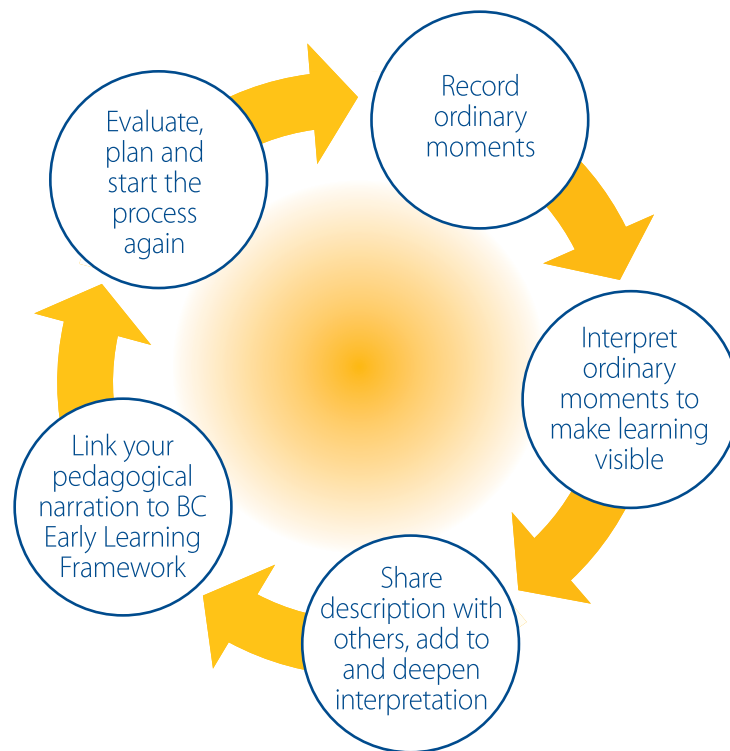 Record
ordinary
moments
Interpret
ordinary
moments to
make learning
visible
Share
description with
others, add to
and deepen
interpretation
Link your
pedagogical
narration to BC
Early Learning
Framework
Evaluate,
plan and
start the
process
again